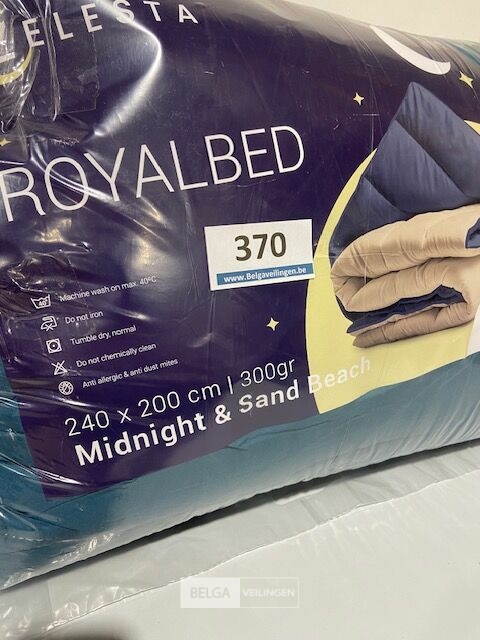 ELESTA
ROYALBED
370
www.Belgaveilingen.be
40°
Machine wash on max. 40ºC
Do not iron
Tumble dry, normal
Do not chemically clean
Anti allergic & anti dust mites
240 x 200 cm | 300gr
Midnight & Sand Beach
BELGA VEILINGEN